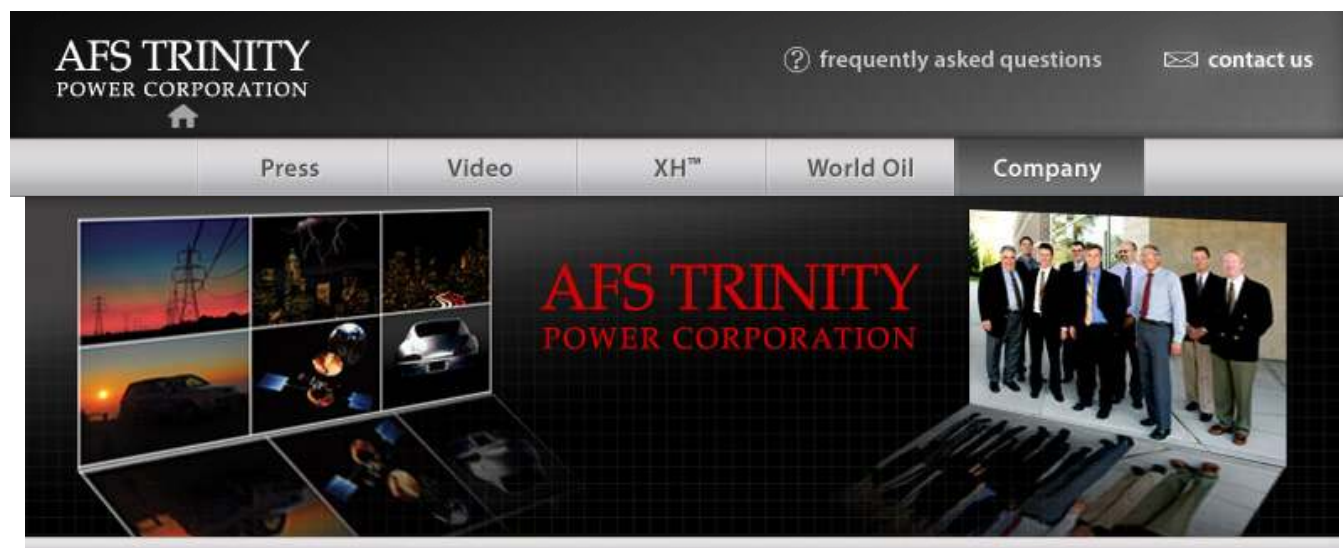 AFS TRINITY
POWER CORPORATION
frequently asked questions
contact us
Press
Video
XH™
World Oil
Company
AFS TRINITY
POWER CORPORATION